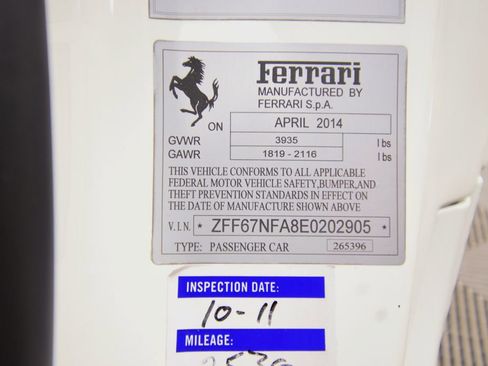 Ferrari
MANUFACTURED BY
FERRARI S.p.A.
ON APRIL 2014
GVWR 3935 lbs
GAWR 1819 - 2116 lbs
THIS VEHICLE CONFORMS TO ALL APPLICABLE
FEDERAL MOTOR VEHICLE SAFETY,BUMPER,AND
THEFT PREVENTION STANDARDS IN EFFECT ON
THE DATE OF MANUFACTURE SHOWN ABOVE
V.I.N. * ZFF67NFA8E0202905 *
TYPE: PASSENGER CAR 265396
INSPECTION DATE:
10-11
MILEAGE: